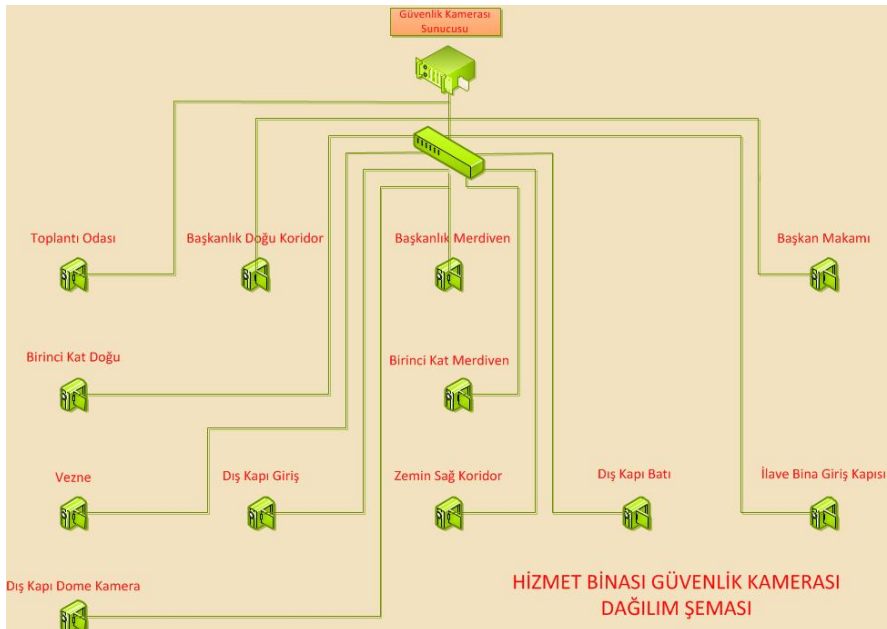 Güvenlik Kamerası
Sunucusu
Toplantı Odası
Başkanlık Doğu Koridor
Başkanlık Merdiven
Başkan Makamı
Birinci Kat Doğu
Birinci Kat Merdiven
Vezne
Dış Kapı Giriş
Zemin Sağ Koridor
Dış Kapı Batı
İlave Bina Giriş Kapısı
Dış Kapı Dome Kamera
HİZMET BİNASI GÜVENLİK KAMERASI
DAĞILIM ŞEMASI